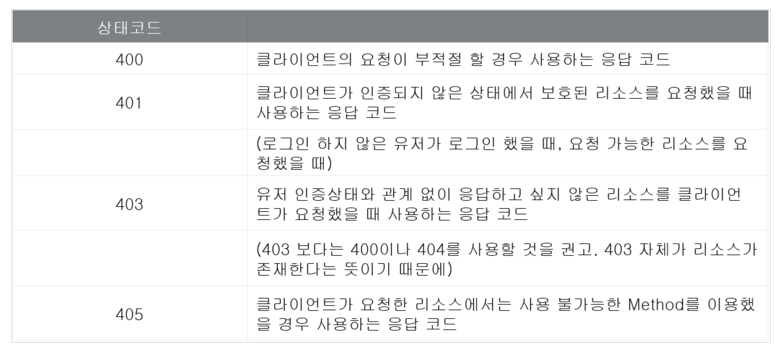 상태코드
400 클라이언트의 요청이 부적절 할 경우 사용하는 응답 코드
401 클라이언트가 인증되지 않은 상태에서 보호된 리소스를 요청했을 때
사용하는 응답 코드
(로그인 하지 않은 유저가 로그인 했을 때, 요청 가능한 리소스를 요
청했을 때)
403 유저 인증상태와 관계 없이 응답하고 싶지 않은 리소스를 클라이언
트가 요청했을 때 사용하는 응답 코드
(403 보다는 400이나 404를 사용할 것을 권고. 403 자체가 리소스가
존재한다는 뜻이기 때문에)
405 클라이언트가 요청한 리소스에서는 사용 불가능한 Method를 이용했
을 경우 사용하는 응답 코드